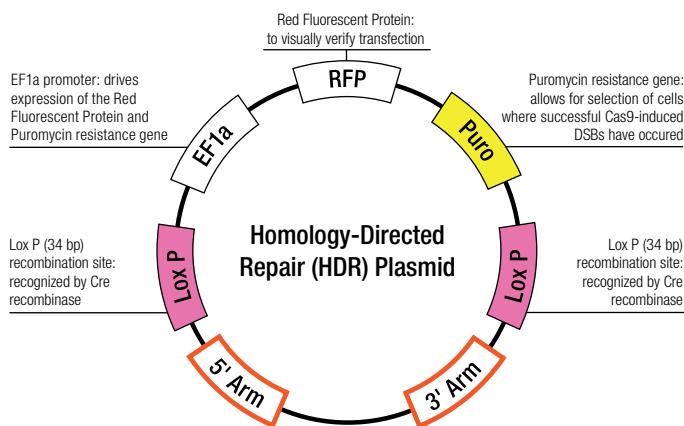 Red Fluorescent Protein:
to visually verify transfection
RFP
EF1a promoter: drives
expression of the Red
Fluorescent Protein and
Puromycin resistance gene
EF1a
Puromycin resistance gene:
allows for selection of cells
where successful Cas9-induced
DSBs have occured
Puro
Homology-Directed
Repair (HDR) Plasmid
Lox P (34 bp)
recombination site:
recognized by Cre
recombinase
Lox P
Lox P
Lox P (34 bp)
recombination site:
recognized by Cre
recombinase
5' Arm
3' Arm